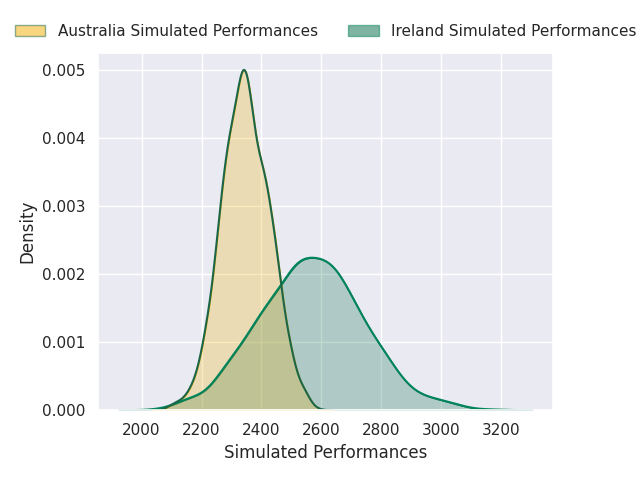 Australia Simulated Performances
Ireland Simulated Performances
0.005
0.004
0.003
0.002
0.001
0.000
Density
2000 2200 2400 2600 2800 3000 3200
Simulated Performances